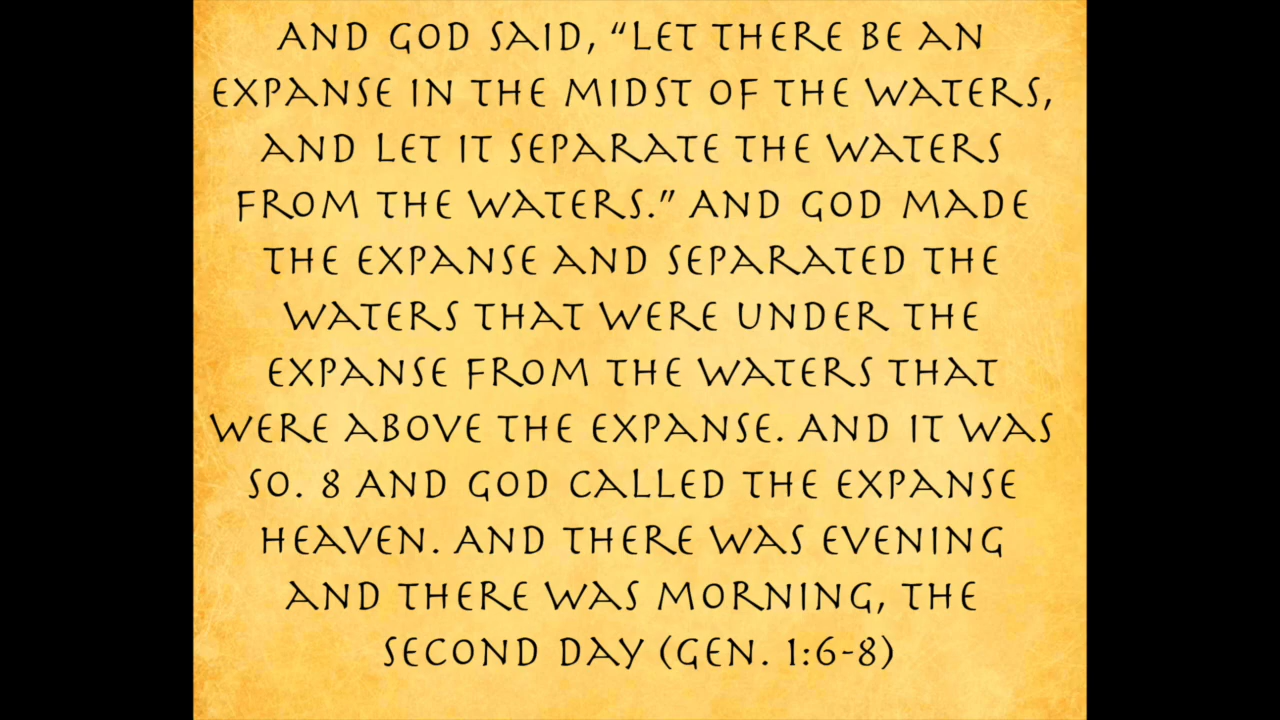 AND GOD SAID, “LET THERE BE AN
EXPANSE IN THE MIDST OF THE WATERS,
AND LET IT SEPARATE THE WATERS
FROM THE WATERS.” AND GOD MADE
THE EXPANSE AND SEPARATED THE
WATERS THAT WERE UNDER THE
EXPANSE FROM THE WATERS THAT
WERE ABOVE THE EXPANSE. AND IT WAS
SO. 8 AND GOD CALLED THE EXPANSE
HEAVEN. AND THERE WAS EVENING
AND THERE WAS MORNING, THE
SECOND DAY (GEN. 1:6-8)